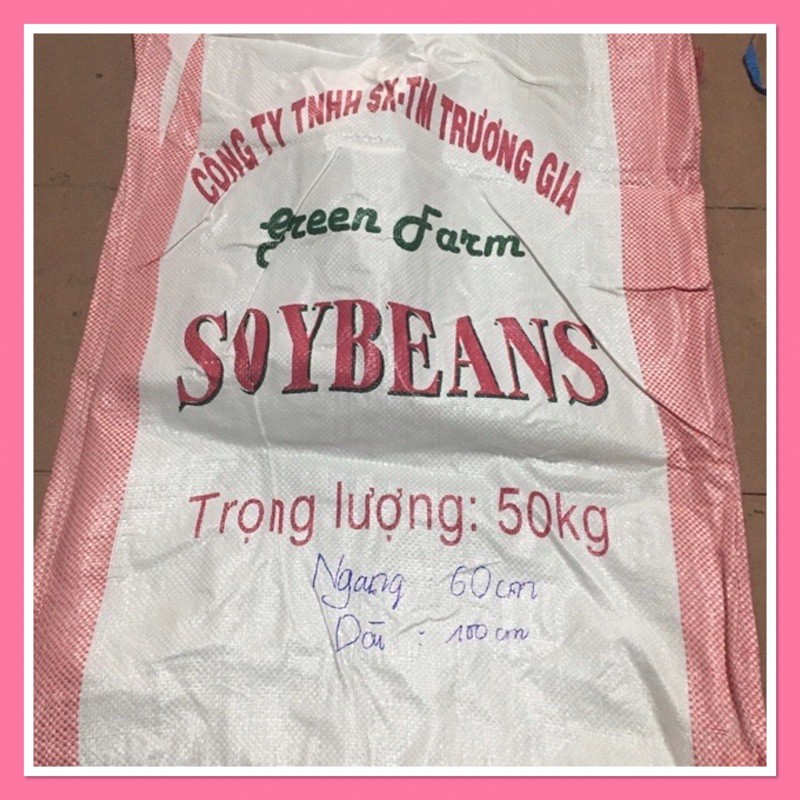 CÔNG TY TNHH SX-TM TRƯƠNG GIA
Green Farm
SOYBEANS
Trọng lượng: 50kg
Ngang : 60cm
Dài : 100cm